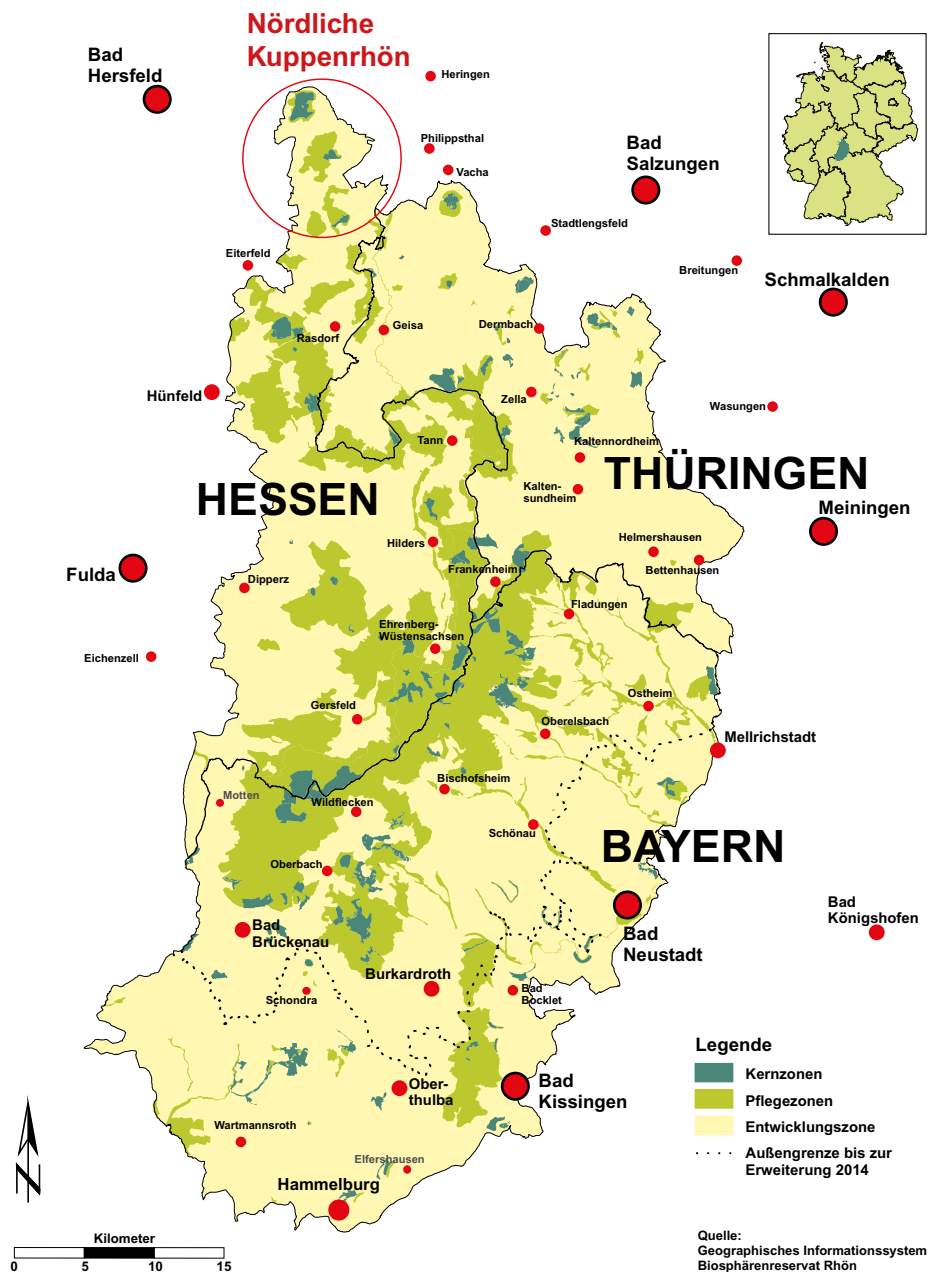 Nördliche
Kuppenrhön
Bad
Hersfeld
Heringen
Philippsthal
Vacha
Bad
Salzungen
Stadtlengsfeld
Eiterfeld
Breitungen
Schmalkalden
Rasdorf
Geisa
Dermbach
Hünfeld
Zella
Wasungen
Tann
Kaltennordheim
THÜRINGEN
HESSEN
Kalten-
sundheim
Meiningen
Hilders
Helmershausen
Fulda
Frankenheim
Bettenhausen
Dipperz
Fladungen
Ehrenberg-
Wüstensachsen
Eichenzell
Ostheim
Gersfeld
Oberelsbach
Mellrichstadt
Bischofsheim
Motten
Wildflecken
Schönau
BAYERN
Oberbach
Bad
Königshofen
Bad
Brückenau
Bad
Neustadt
Burkardroth
Schondra
Bad
Bocklet
Legende
Kernzonen
Pflegezonen
Entwicklungszone
Außengrenze bis zur
Erweiterung 2014
Ober-
thulba
Bad
Kissingen
Wartmannsroth
Elfershausen
Hammelburg
N
Kilometer
0 5 10 15
Quelle:
Geographisches Informationssystem
Biosphärenreservat Rhön